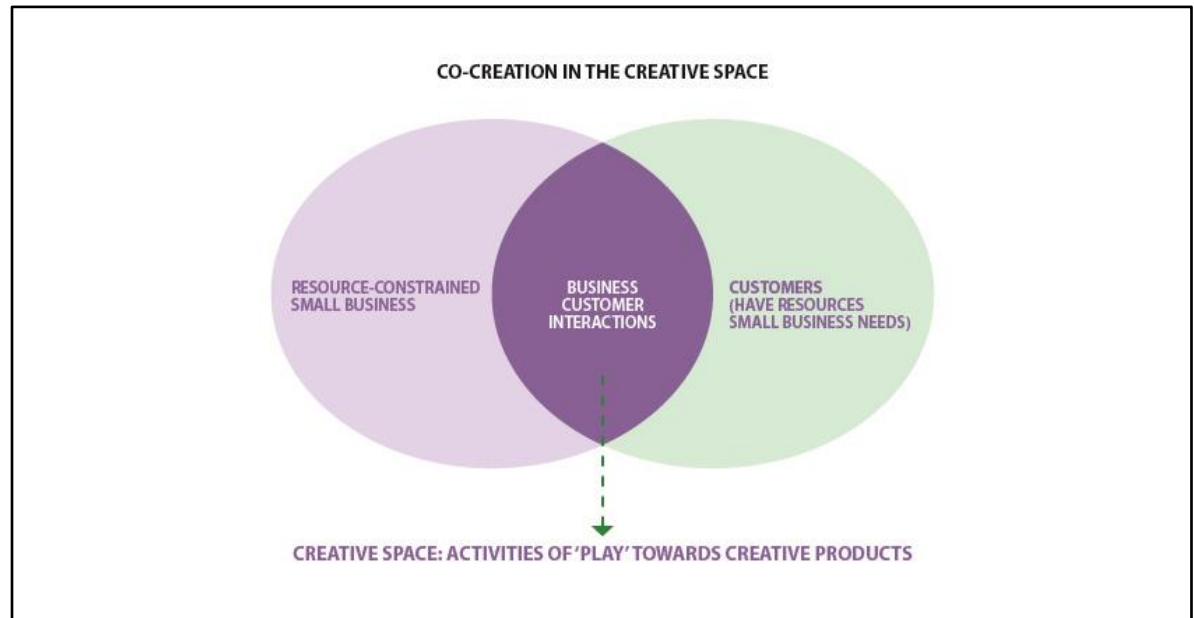 CO-CREATION IN THE CREATIVE SPACE
RESOURCE-CONSTRAINED
SMALL BUSINESS
BUSINESS
CUSTOMER
INTERACTIONS
CUSTOMERS
(HAVE RESOURCES
SMALL BUSINESS NEEDS)
CREATIVE SPACE: ACTIVITIES OF ‘PLAY’ TOWARDS CREATIVE PRODUCTS